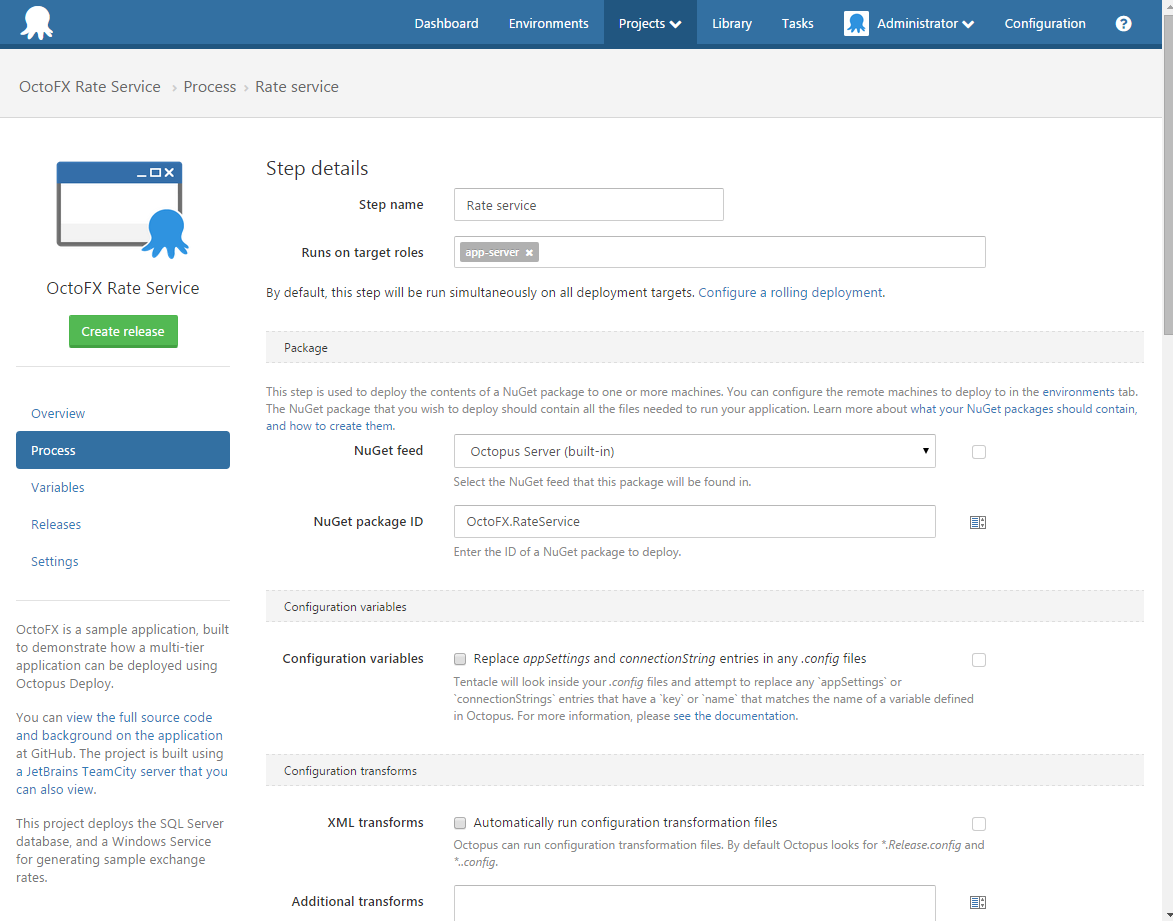 Dashboard Environments Projects Library Tasks Administrator Configuration ?
OctoFX Rate Service › Process › Rate service
OctoFX Rate Service
Create release
Overview
Process
Variables
Releases
Settings
OctoFX is a sample application, built
to demonstrate how a multi-tier
application can be deployed using
Octopus Deploy.
You can view the full source code
and background on the application
at GitHub. The project is built using
a JetBrains TeamCity server that you
can also view.
This project deploys the SQL Server
database, and a Windows Service
for generating sample exchange
rates.
Step details
Step name Rate service
Runs on target roles app-server ×
By default, this step will be run simultaneously on all deployment targets. Configure a rolling deployment.
Package
This step is used to deploy the contents of a NuGet package to one or more machines. You can configure the remote machines to deploy to in the environments tab.
The NuGet package that you wish to deploy should contain all the files needed to run your application. Learn more about what your NuGet packages should contain,
and how to create them.
NuGet feed Octopus Server (built-in)
Select the NuGet feed that this package will be found in.
NuGet package ID OctoFX.RateService
Enter the ID of a NuGet package to deploy.
Configuration variables
Configuration variables Replace appSettings and connectionString entries in any .config files
Tentacle will look inside your .config files and attempt to replace any `appSettings` or
`connectionStrings` entries that have a `key` or `name` that matches the name of a variable defined
in Octopus. For more information, please see the documentation.
Configuration transforms
XML transforms Automatically run configuration transformation files
Octopus can run configuration transformation files. By default Octopus looks for *.Release.config and
*..config.
Additional transforms